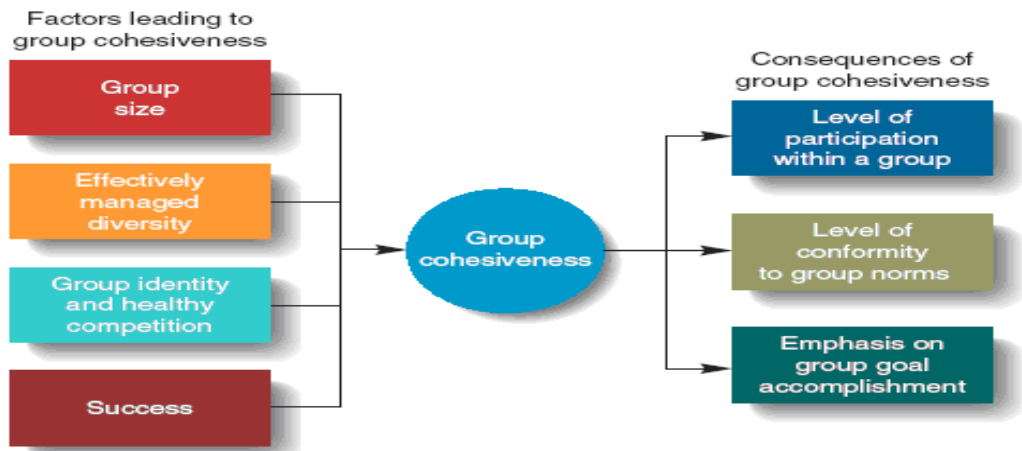 Factors leading to
group cohesiveness
Group
size
Effectively
managed
diversity
Group identity
and healthy
competition
Success
Group
cohesiveness
Consequences of
group cohesiveness
Level of
participation
within a group
Level of
conformity
to group norms
Emphasis on
group goal
accomplishment